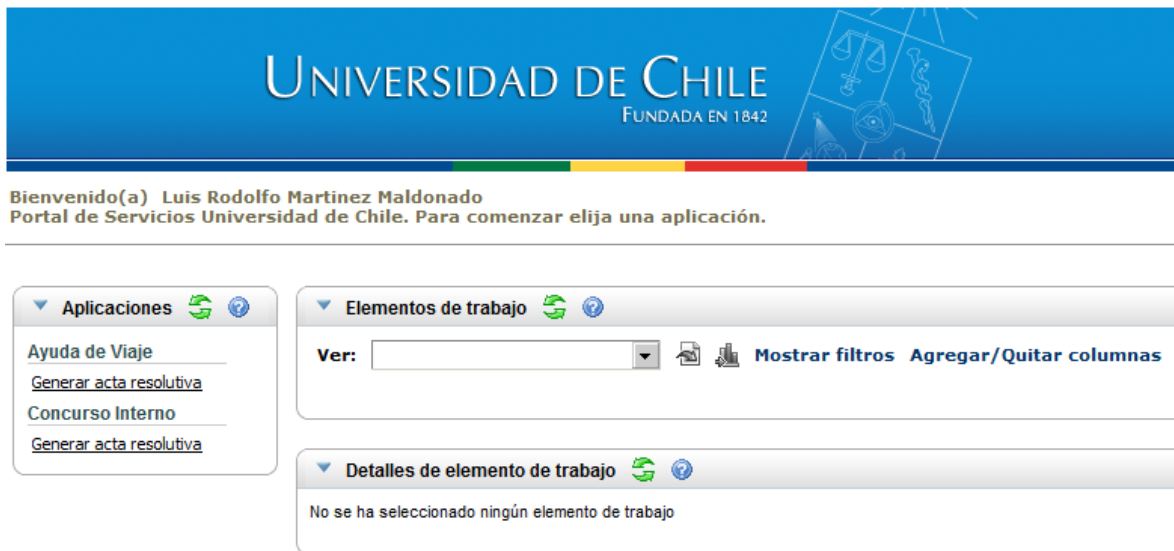 UNIVERSIDAD DE CHILE
FUNDADA EN 1842
Bienvenido(a) Luis Rodolfo Martinez Maldonado
Portal de Servicios Universidad de Chile. Para comenzar elija una aplicación.
Aplicaciones
Ayuda de Viaje
Generar acta resolutiva
Concurso Interno
Generar acta resolutiva
Elementos de trabajo
Ver: Mostrar filtros Agregar/Quitar columnas
Detalles de elemento de trabajo
No se ha seleccionado ningún elemento de trabajo